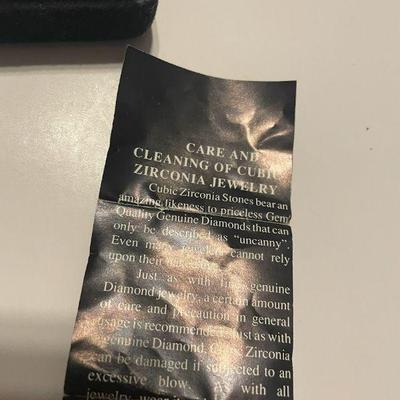 CARE AND
CLEANING OF CUBIC
ZIRCONIA JEWELRY
Cubic Zirconia Stones bear an
amazing likeness to priceless Gem
Quality Genuine Diamonds that can
only be described as "uncanny".
Even many jewelers cannot rely
upon their
Just as with fine genuine
Diamond jewelry, a certain amount
of care and precaution in general
usage is recommended. Just as with
genuine Diamond, Cubic Zirconia
can be damaged if subjected to an
excessive blow. As with all
jewelry